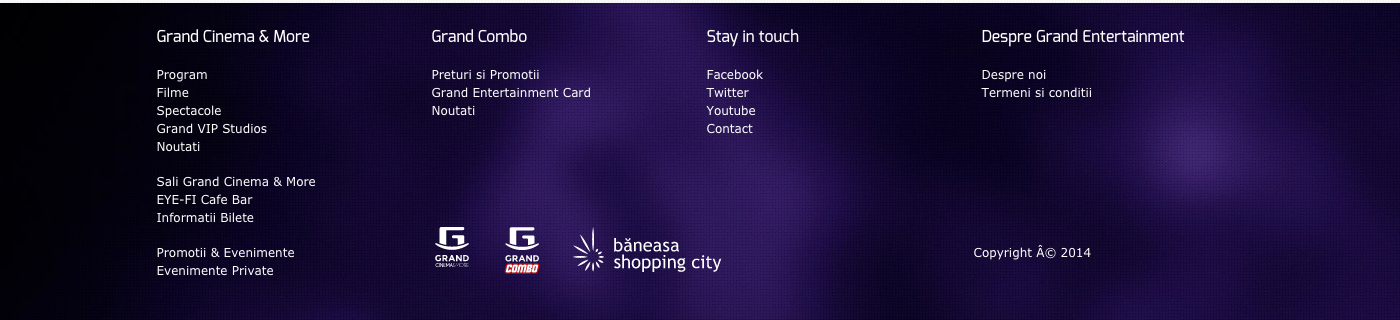 Grand Cinema & More
Program
Filme
Spectacole
Grand VIP Studios
Noutati
Sali Grand Cinema & More
EYE-FI Cafe Bar
Informatii Bilete
Promotii & Evenimente
Evenimente Private
Grand Combo
Preturi si Promotii
Grand Entertainment Card
Noutati
Stay in touch
Facebook
Twitter
Youtube
Contact
Despre Grand Entertainment
Despre noi
Termeni si conditii
GRAND
CINEMA&MORE
GRAND
COMBO
băneasa
shopping city
Copyright Â© 2014